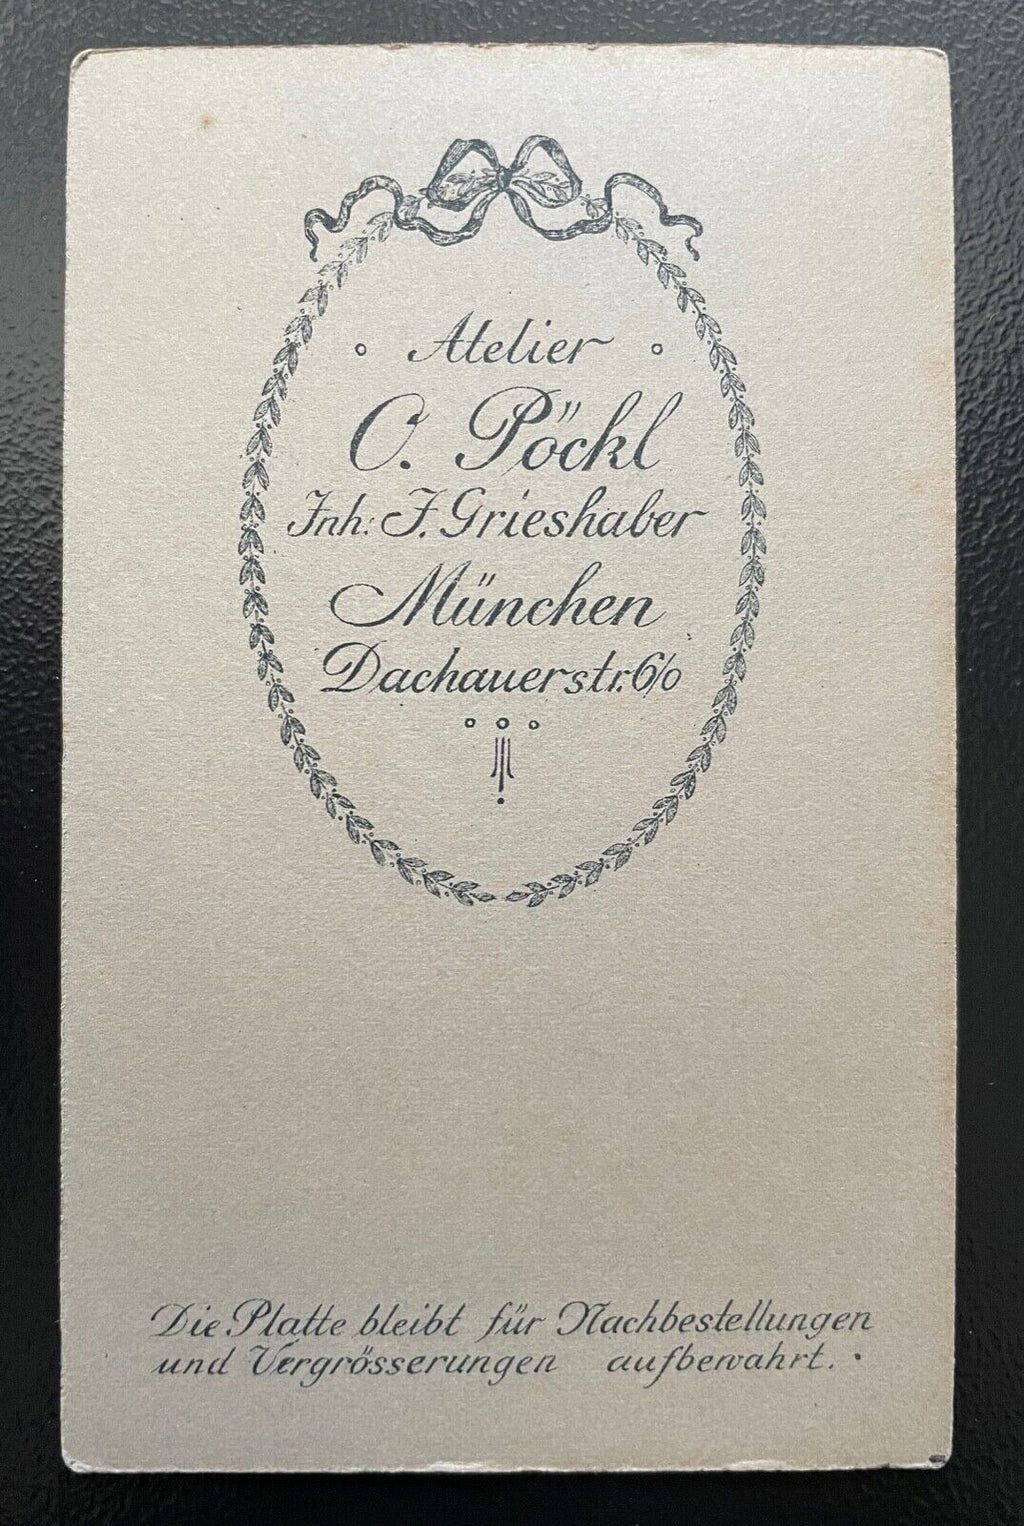 Atelier
O. Pöckl
Inh: J. Grieshaber
München
Dachauerstr. 6/0
Die Platte bleibt für Nachbestellungen
und Vergrösserungen aufbewahrt.